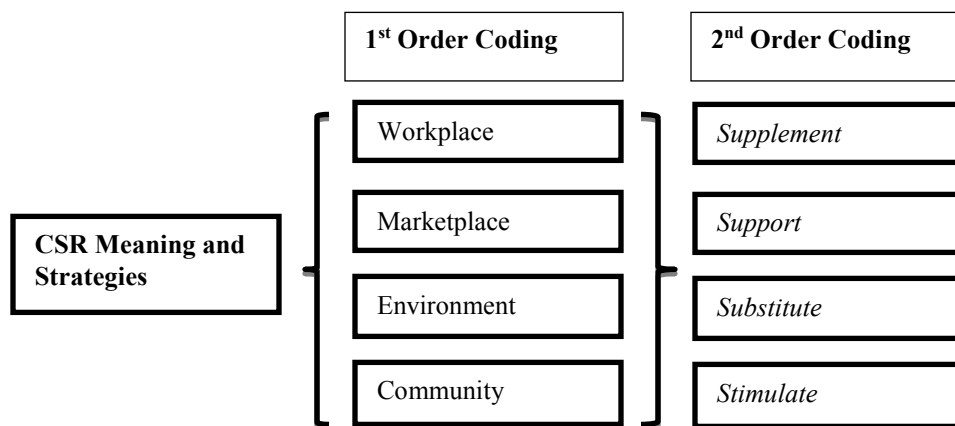 1st Order Coding
2nd Order Coding
Workplace
Supplement
Marketplace
Support
CSR Meaning and
Strategies
Environment
Substitute
Community
Stimulate